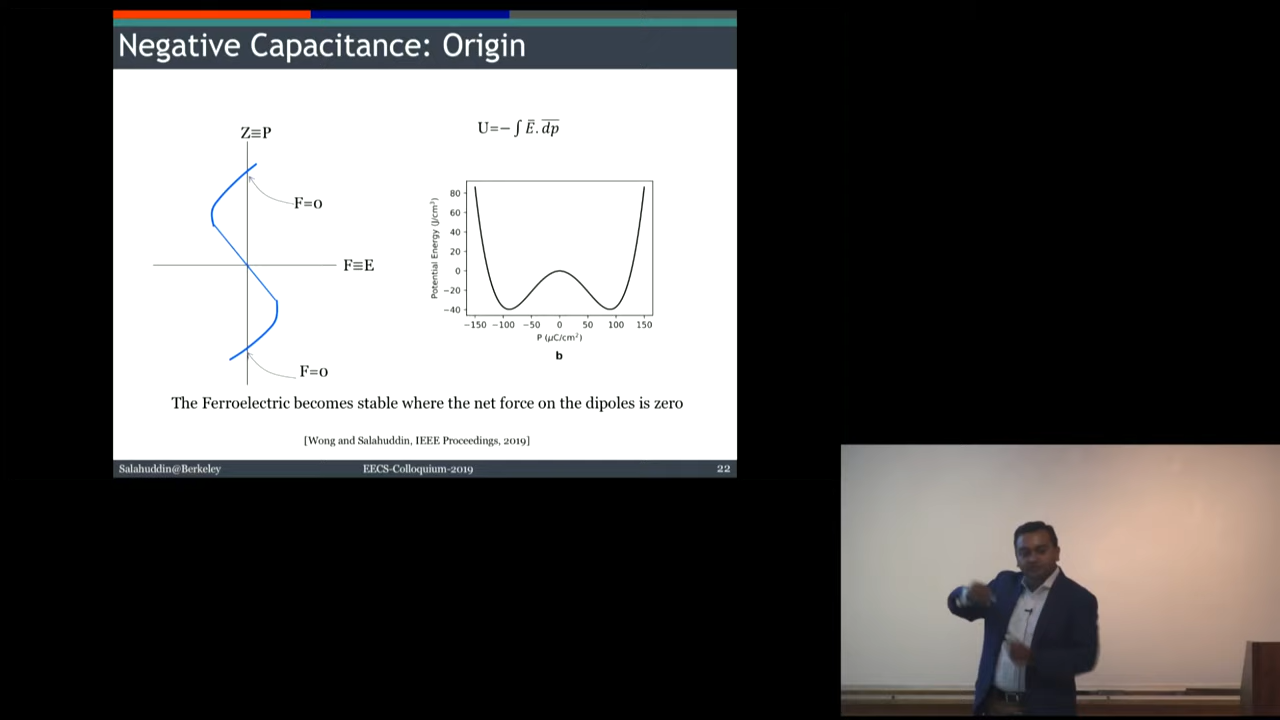 Negative Capacitance: Origin
Z≡P
F=0
F≡E
F=0
U=−∫ Ē. d̅p̅
Potential Energy (J/cm³)
80
60
40
20
0
−20
−40
−150 −100 −50 0 50 100 150
P (μC/cm²)
b
The Ferroelectric becomes stable where the net force on the dipoles is zero
[Wong and Salahuddin, IEEE Proceedings, 2019]
Salahuddin@Berkeley EECS-Colloquium-2019 22